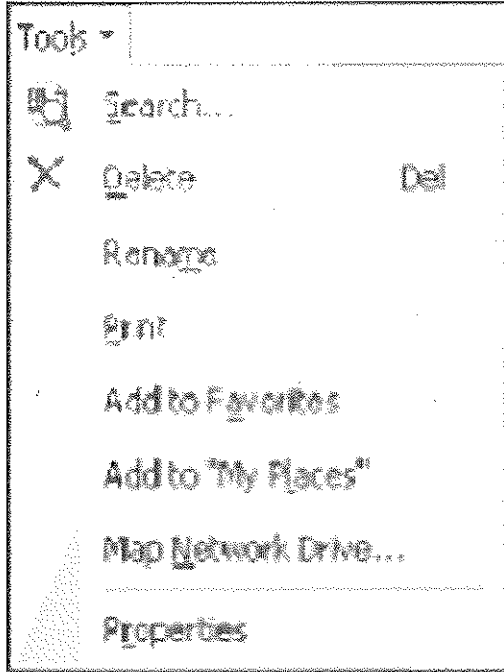 Tools
Search...
Delete Del
Rename
Print
Add to Favorites
Add to "My Places"
Map Network Drive...
Properties